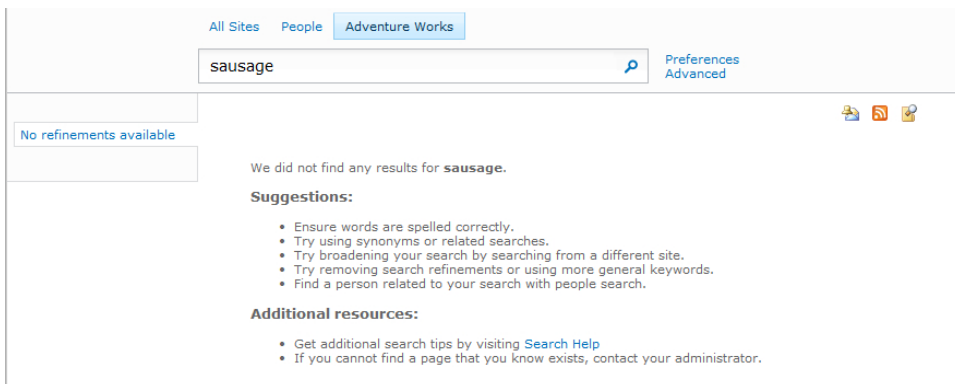 All Sites People Adventure Works
sausage
Preferences
Advanced
No refinements available
We did not find any results for sausage.
Suggestions:
• Ensure words are spelled correctly.
• Try using synonyms or related searches.
• Try broadening your search by searching from a different site.
• Try removing search refinements or using more general keywords.
• Find a person related to your search with people search.
Additional resources:
• Get additional search tips by visiting Search Help
• If you cannot find a page that you know exists, contact your administrator.